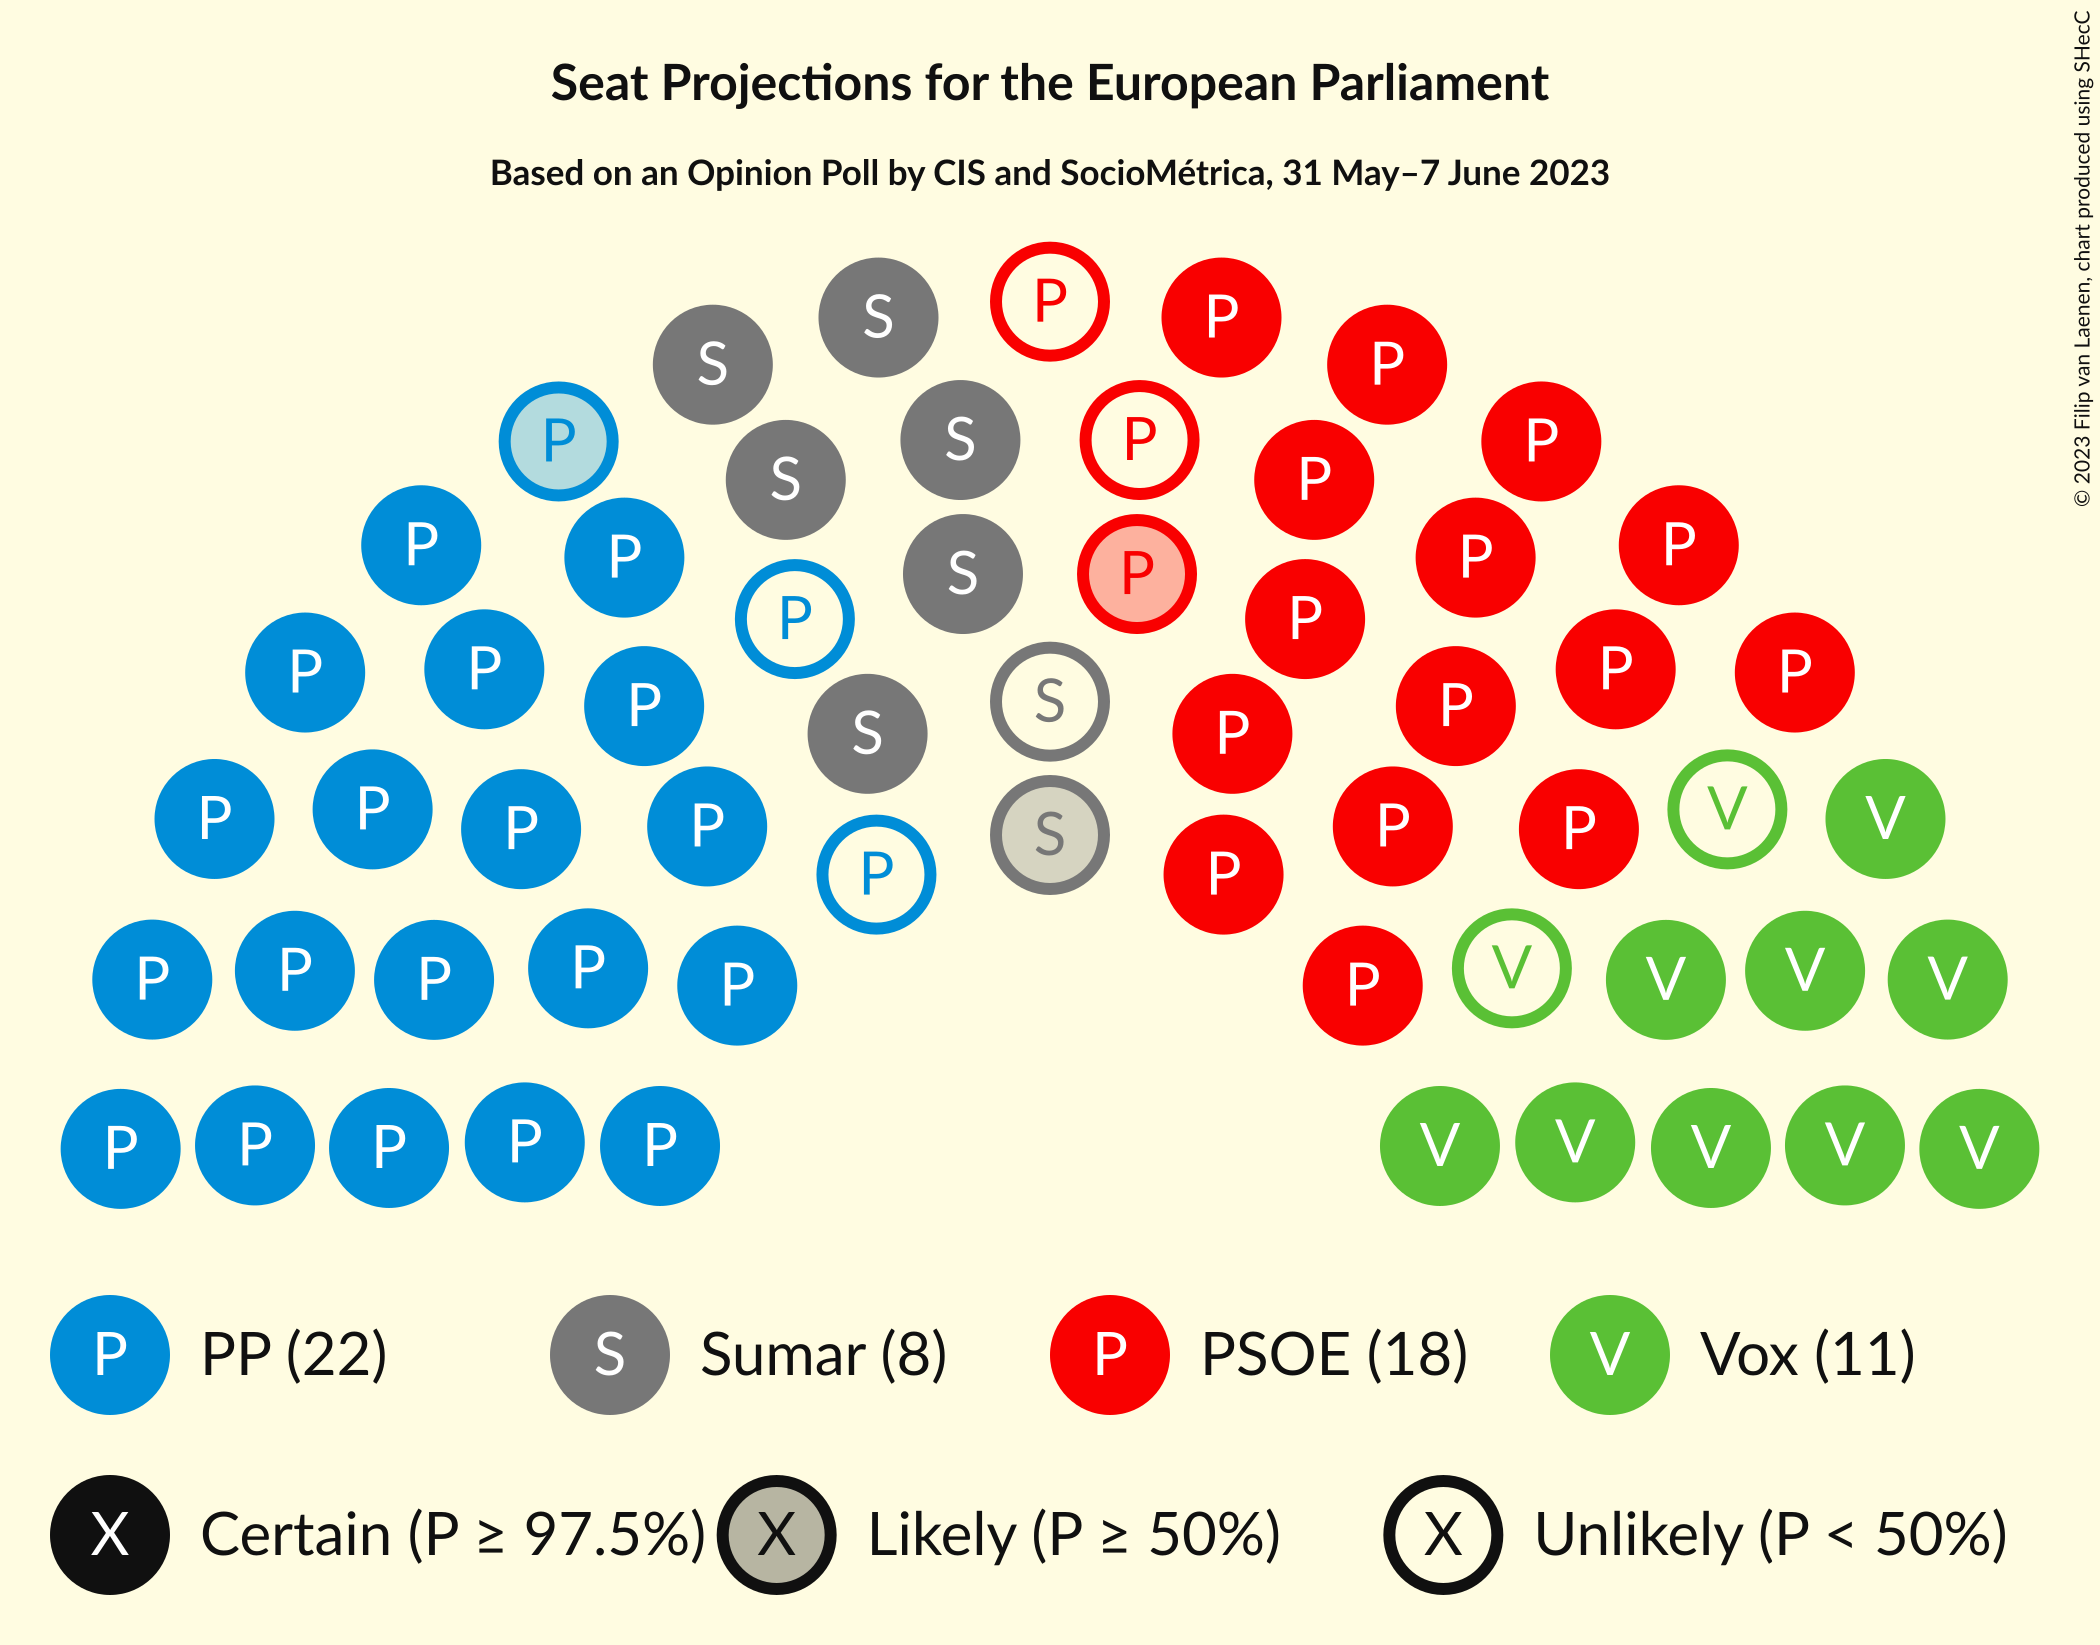 Seat Projections for the European Parliament
Based on an Opinion Poll by CIS and SocioMétrica, 31 May–7 June 2023
© 2023 Filip van Laenen, chart produced using SHecC
P
S P
S P
P S S P P P
P P P P
P S P P
P P P S P P P
P S P P
P P P P P S P P V V
P P
P P P P P P V V V V
P P P P P V V V V V
P PP (22) S Sumar (8) P PSOE (18) V Vox (11)
X Certain (P ≥ 97.5%) X Likely (P ≥ 50%) X Unlikely (P < 50%)